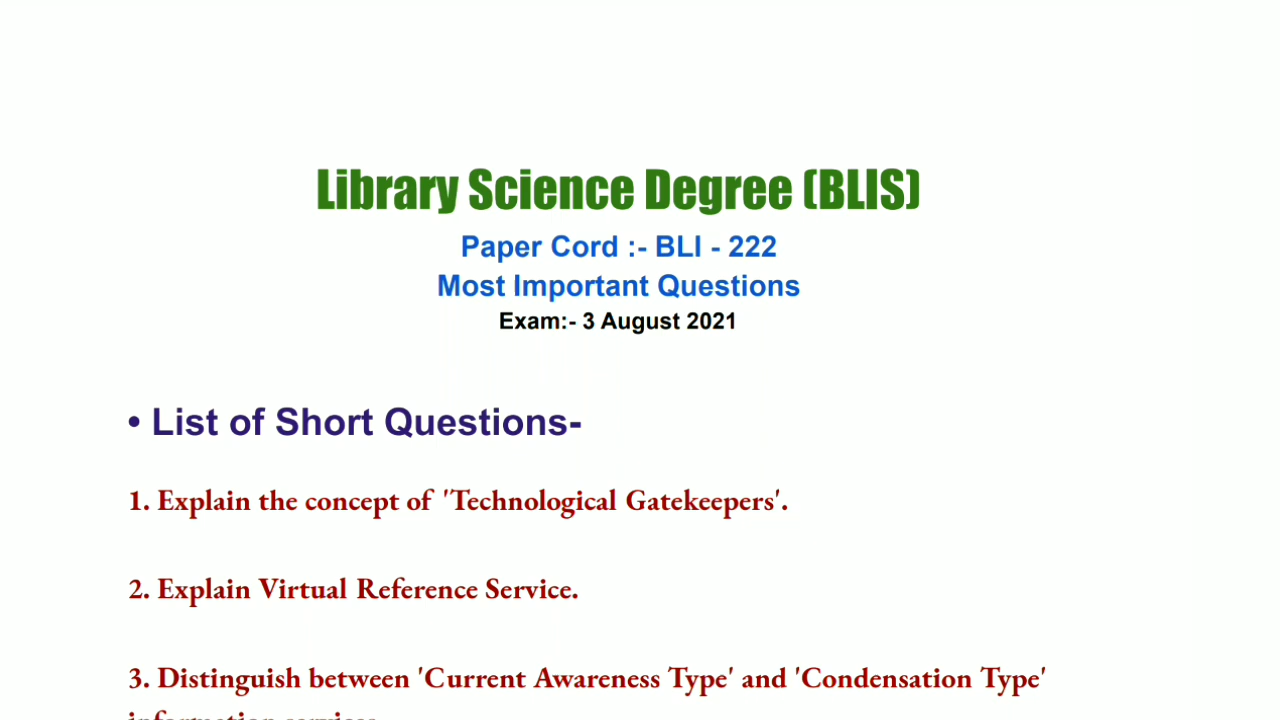 Library Science Degree (BLIS)
Paper Cord :- BLI - 222
Most Important Questions
Exam:- 3 August 2021
• List of Short Questions-
1. Explain the concept of 'Technological Gatekeepers'.
2. Explain Virtual Reference Service.
3. Distinguish between 'Current Awareness Type' and 'Condensation Type'
information services